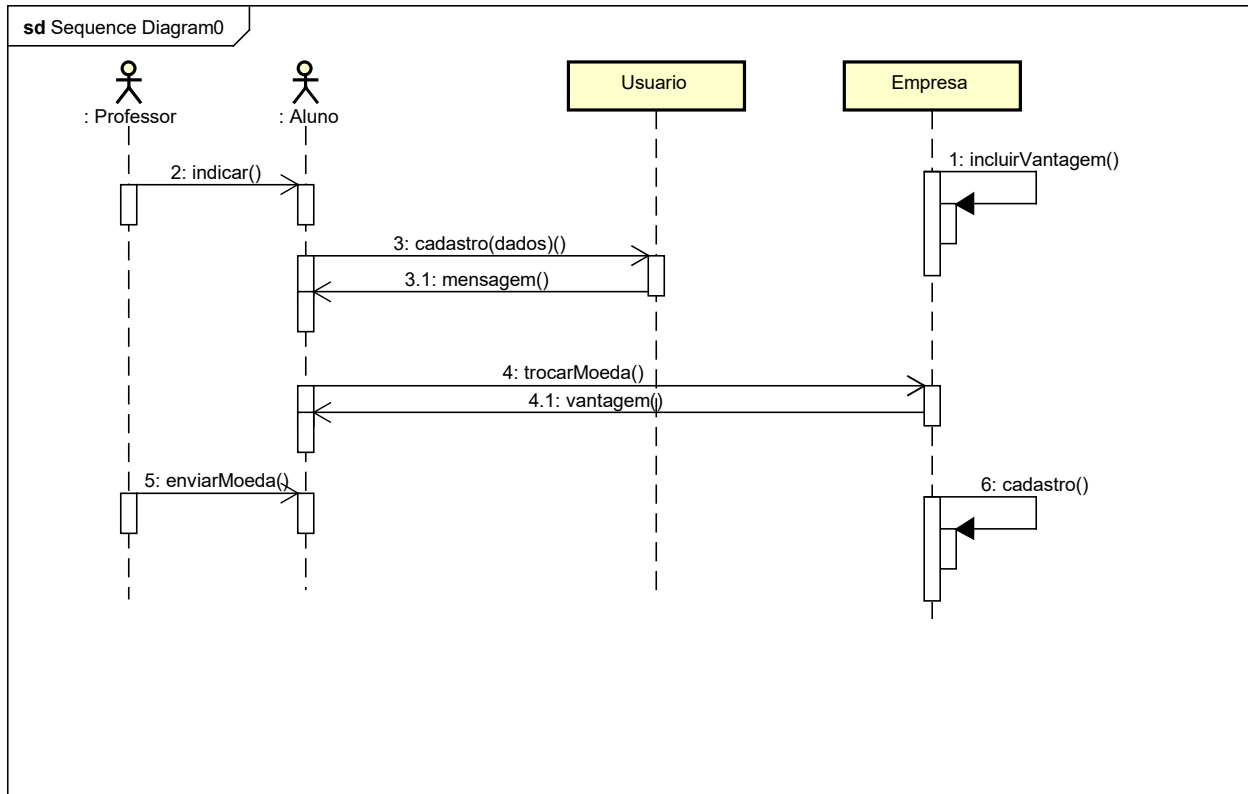 sd Sequence Diagram0
: Professor
: Aluno
Usuario
Empresa
1: incluirVantagem()
2: indicar()
3: cadastro(dados)()
3.1: mensagem()
4: trocarMoeda()
4.1: vantagem()
5: enviarMoeda()
6: cadastro()